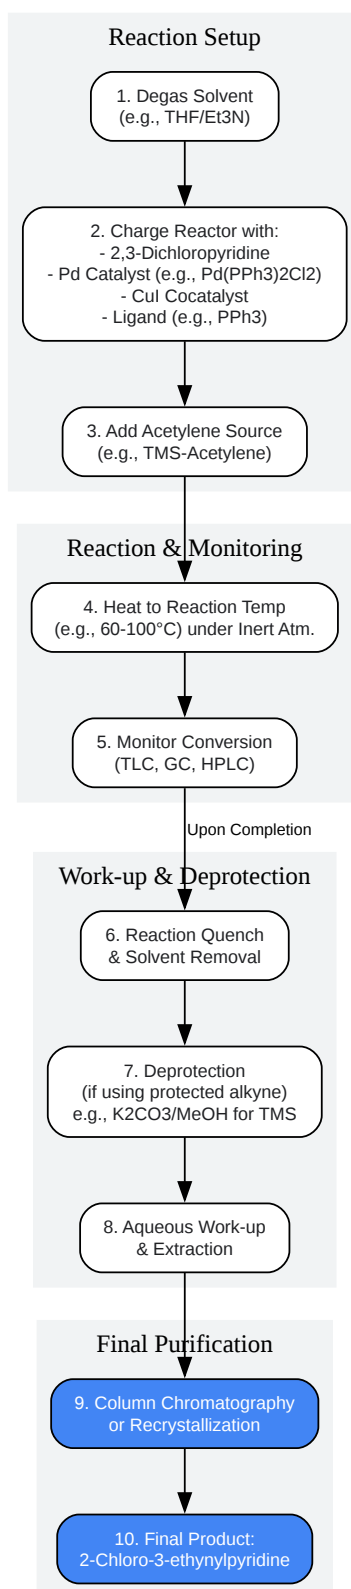 Reaction Setup
1. Degas Solvent
(e.g., THF/Et3N)
2. Charge Reactor with:
- 2,3-Dichloropyridine
- Pd Catalyst (e.g., Pd(PPh3)2Cl2)
- CuI Cocatalyst
- Ligand (e.g., PPh3)
3. Add Acetylene Source
(e.g., TMS-Acetylene)
Reaction & Monitoring
4. Heat to Reaction Temp
(e.g., 60-100°C) under Inert Atm.
5. Monitor Conversion
(TLC, GC, HPLC)
Upon Completion
Work-up & Deprotection
6. Reaction Quench
& Solvent Removal
7. Deprotection
(if using protected alkyne)
e.g., K2CO3/MeOH for TMS
8. Aqueous Work-up
& Extraction
Final Purification
9. Column Chromatography
or Recrystallization
10. Final Product:
2-Chloro-3-ethynylpyridine